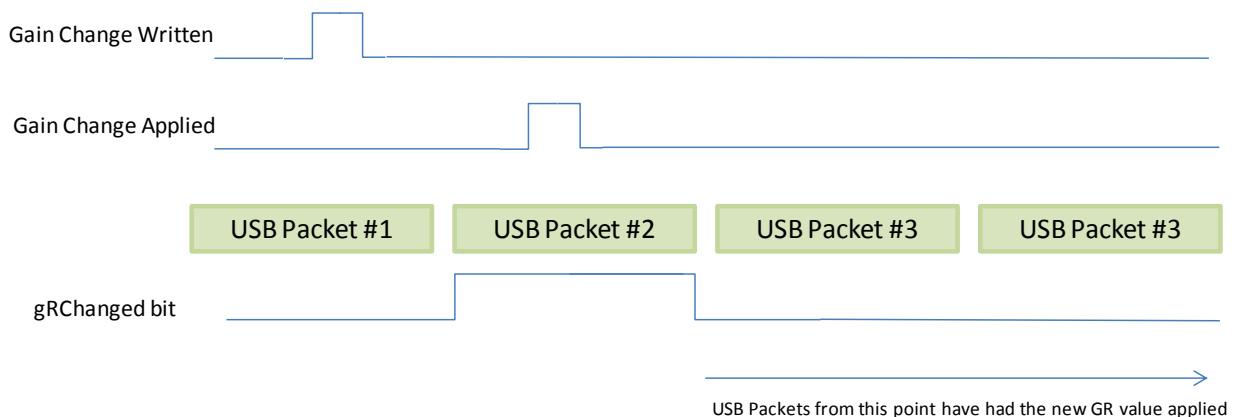 Gain Change Written
Gain Change Applied
USB Packet #1
USB Packet #2
USB Packet #3
USB Packet #3
gRChanged bit
USB Packets from this point have had the new GR value applied